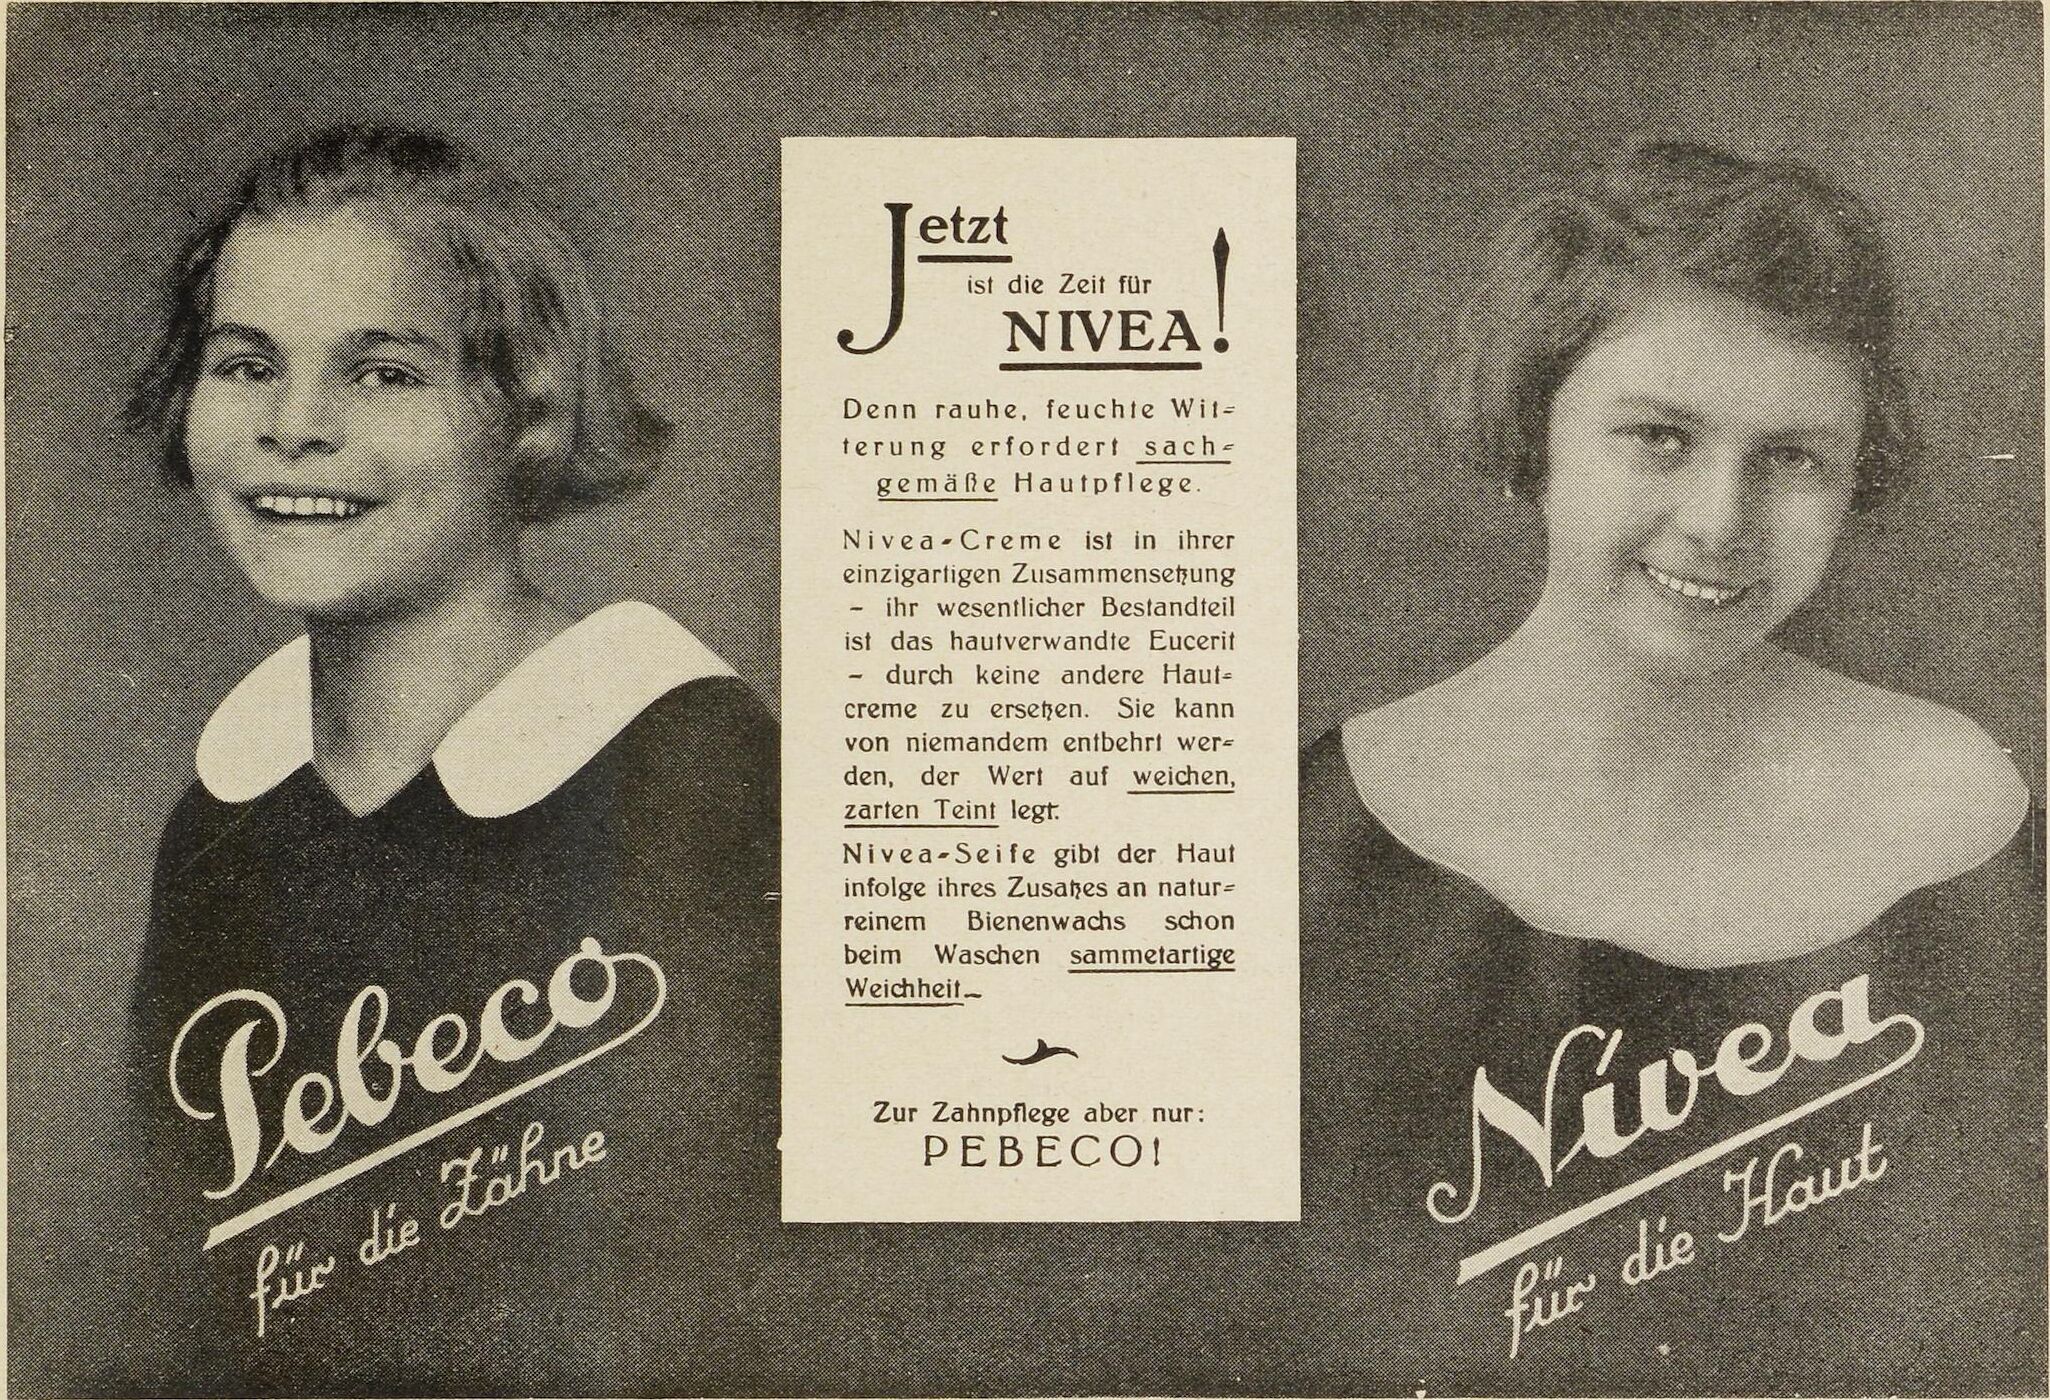 Jetzt
ist die Zeit für
NIVEA!
Denn rauhe, feuchte Wit=
terung erfordert sach=
gemäße Hautpflege.
Nivea-Creme ist in ihrer
einzigartigen Zusammensetzung
– ihr wesentlicher Bestandteil
ist das hautverwandte Eucerit
– durch keine andere Haut=
creme zu ersetzen. Sie kann
von niemandem entbehrt wer=
den, der Wert auf weichen,
zarten Teint legt.
Nivea-Seife gibt der Haut
infolge ihres Zusatzes an natur=
reinem Bienenwachs schon
beim Waschen sammetartige
Weichheit
Zur Zahnpflege aber nur:
PEBECO!
Pebeco
für die Zähne
Nivea
für die Haut